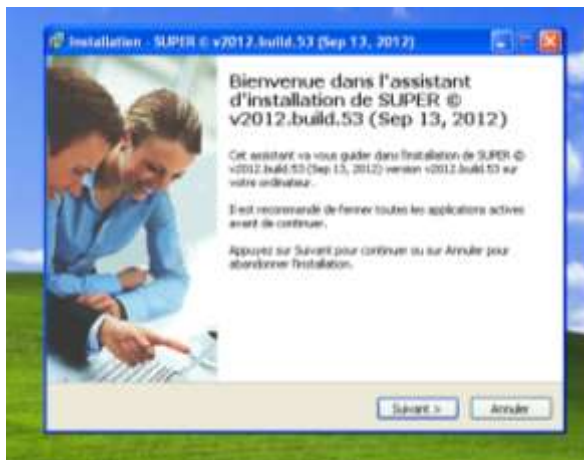 Installation - SUPER © v2012.build.53 (Sep 13, 2012)
Bienvenue dans l'assistant
d'installation de SUPER ©
v2012.build.53 (Sep 13, 2012)
Cet assistant va vous guider dans l'installation de SUPER ©
v2012.build.53 (Sep 13, 2012) version v2012.build.53 sur
votre ordinateur.
Il est recommandé de fermer toutes les applications actives
avant de continuer.
Appuyez sur Suivant pour continuer ou sur Annuler pour
abandonner l'installation.
Suivant >
Annuler